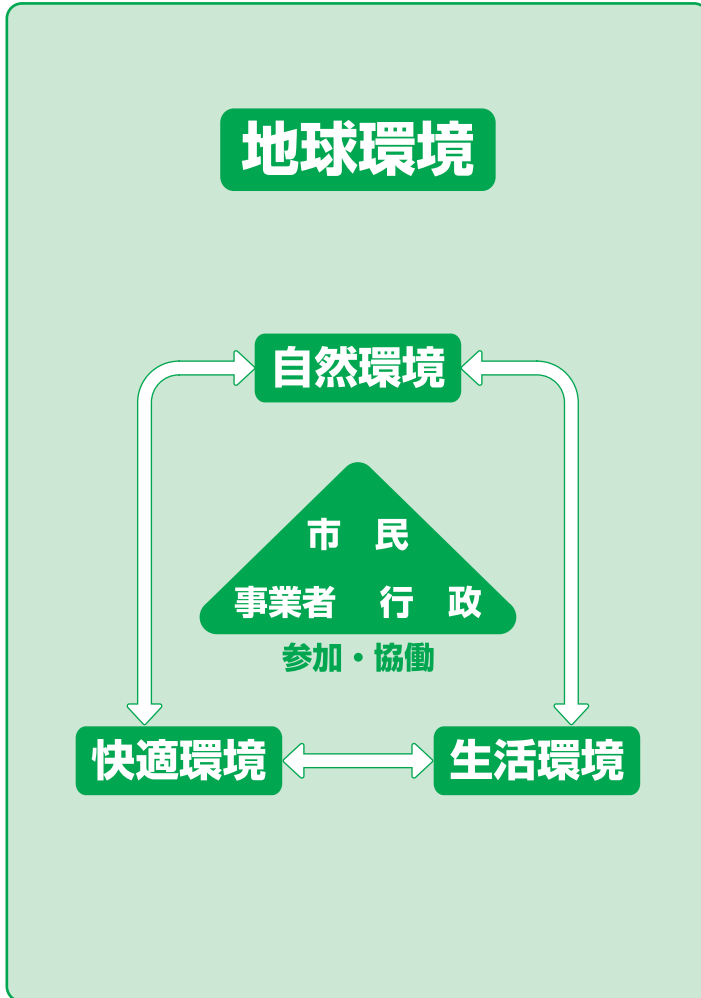 地球環境
自然環境
市　民
事業者　行　政
参加・協働
快適環境
生活環境